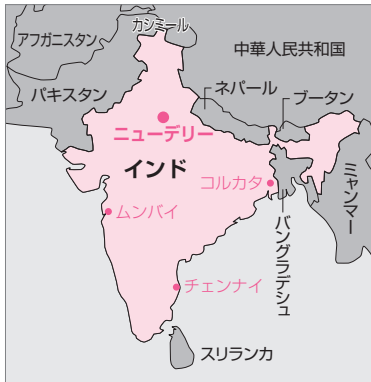 カシミール
アフガニスタン
中華人民共和国
パキスタン
ネパール
ブータン
ニューデリー
インド
コルカタ
ムンバイ
バングラデシュ
ミャンマー
チェンナイ
スリランカ